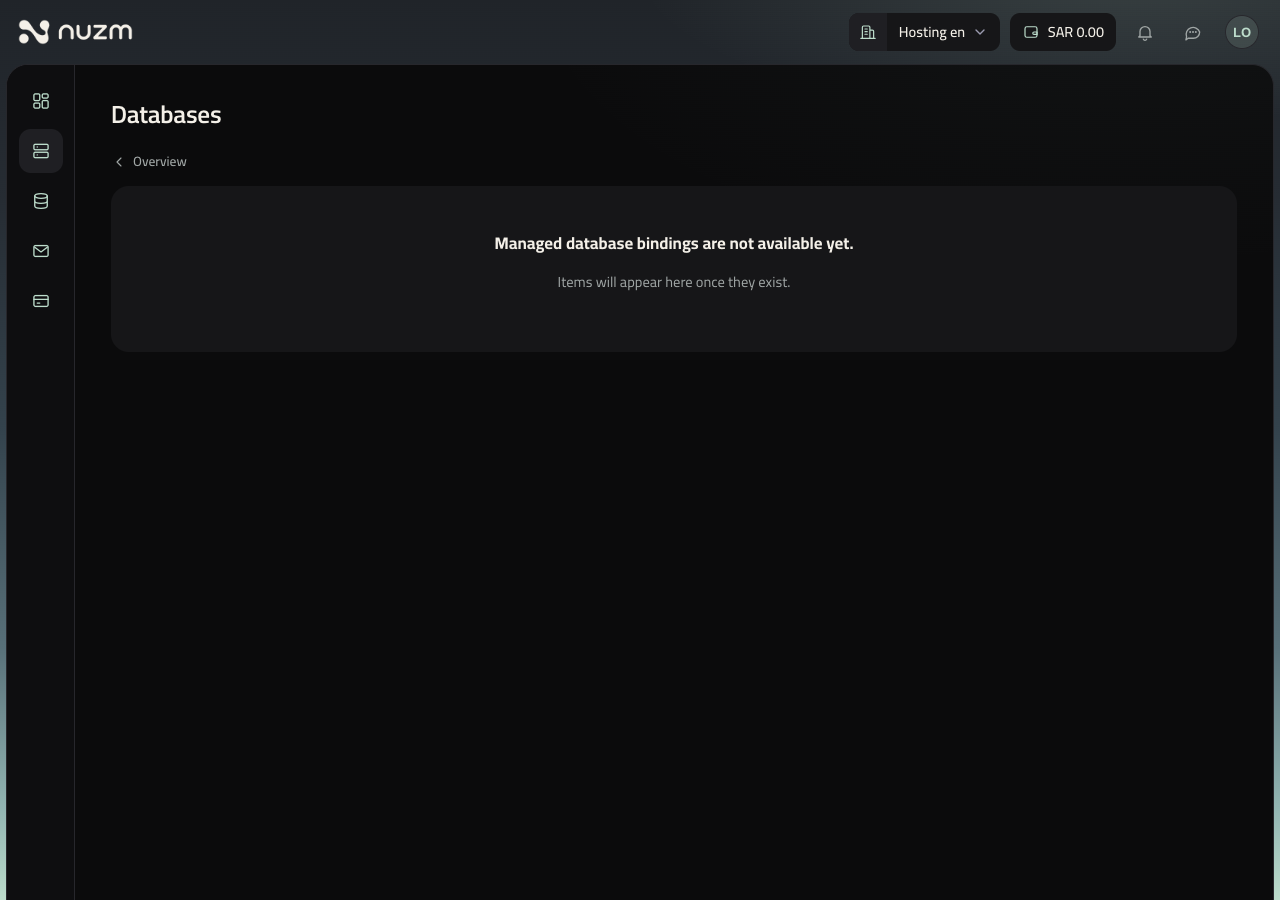 nuzm
Hosting en
SAR 0.00
LO
Databases
Overview
Managed database bindings are not available yet.
Items will appear here once they exist.